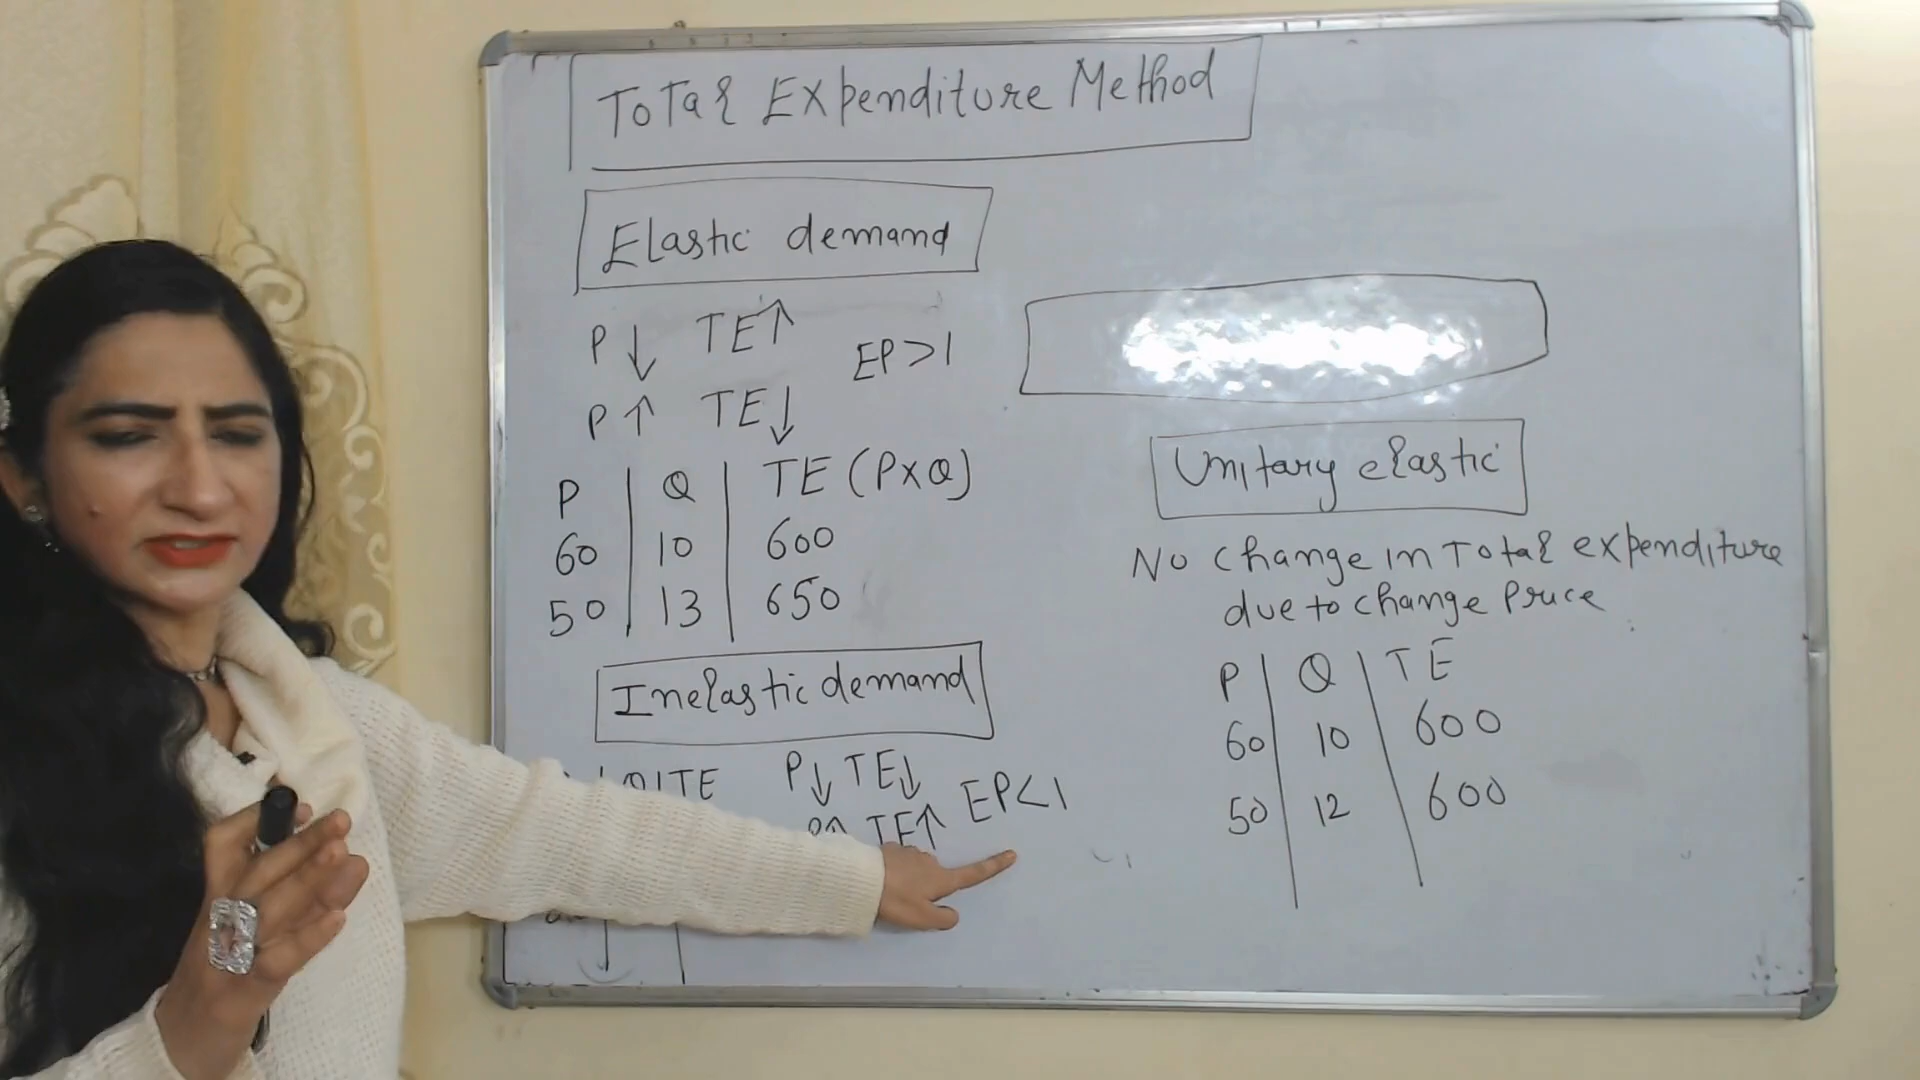 Total Expenditure Method
Elastic demand
P↓ TE↑
EP>1
P↑ TE↓
P | Q | TE (P×Q)
60 | 10 | 600
50 | 13 | 650
Inelastic demand
Q | TE
P↓ TE↓
P↑ TE↑
EP<1
Unitary elastic
No change in Total expenditure
due to change Price
P | Q | TE
60 | 10 | 600
50 | 12 | 600